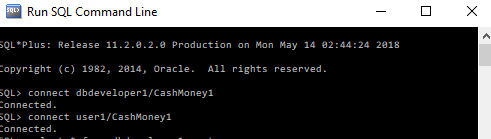 Run SQL Command Line
SQL*Plus: Release 11.2.0.2.0 Production on Mon May 14 02:44:24 2018
Copyright (c) 1982, 2014, Oracle.  All rights reserved.
SQL> connect dbdeveloper1/CashMoney1
Connected.
SQL> connect user1/CashMoney1
Connected.